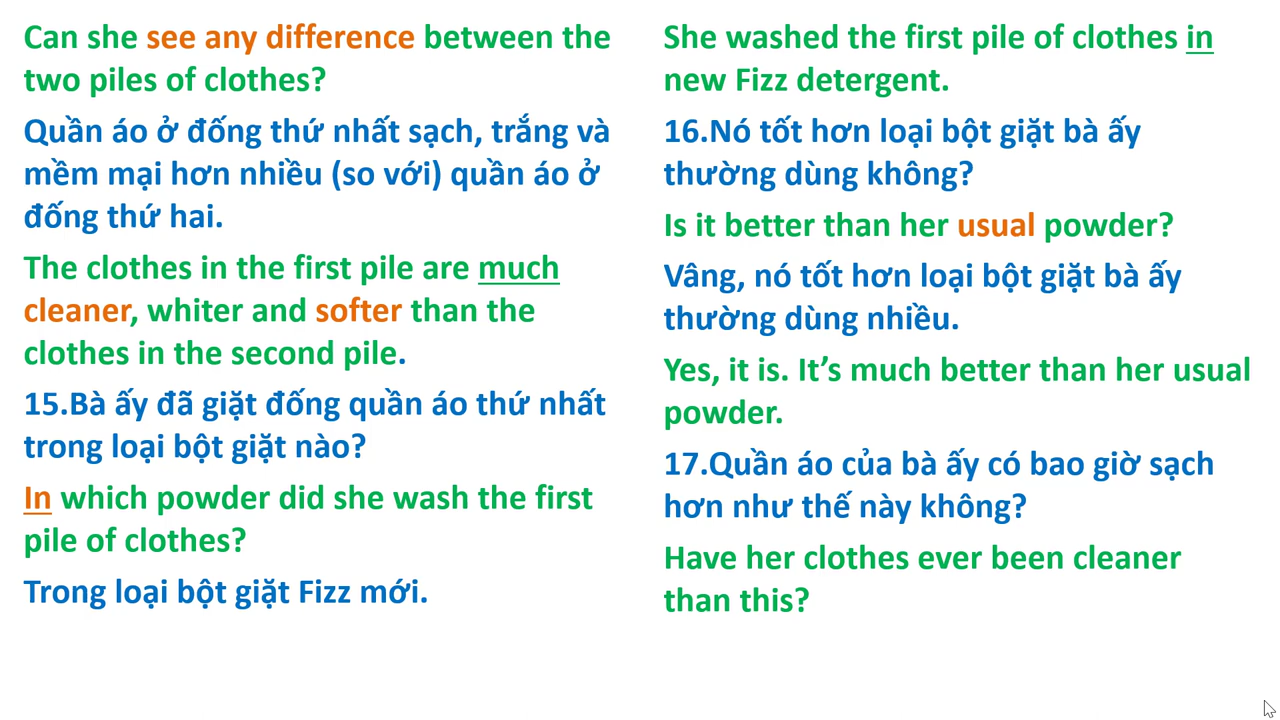 Can she see any difference between the
two piles of clothes?
Quần áo ở đống thứ nhất sạch, trắng và
mềm mại hơn nhiều (so với) quần áo ở
đống thứ hai.
The clothes in the first pile are much
cleaner, whiter and softer than the
clothes in the second pile.
15.Bà ấy đã giặt đống quần áo thứ nhất
trong loại bột giặt nào?
In which powder did she wash the first
pile of clothes?
Trong loại bột giặt Fizz mới.
She washed the first pile of clothes in
new Fizz detergent.
16.Nó tốt hơn loại bột giặt bà ấy
thường dùng không?
Is it better than her usual powder?
Vâng, nó tốt hơn loại bột giặt bà ấy
thường dùng nhiều.
Yes, it is. It’s much better than her usual
powder.
17.Quần áo của bà ấy có bao giờ sạch
hơn như thế này không?
Have her clothes ever been cleaner
than this?